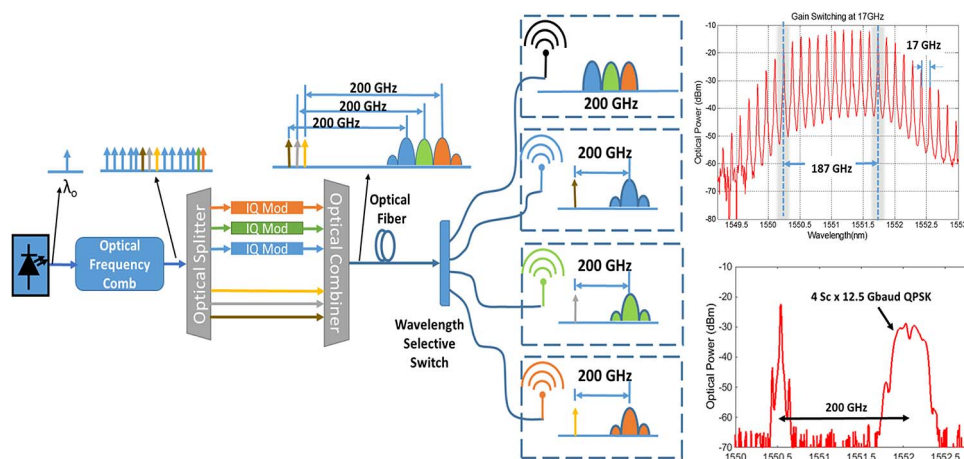 λo
Optical
Frequency
Comb
Optical Splitter
IQ Mod
IQ Mod
IQ Mod
200 GHz
200 GHz
200 GHz
Optical Combiner
Optical
Fiber
Wavelength
Selective
Switch
200 GHz
200 GHz
200 GHz
200 GHz
Gain Switching at 17GHz
Optical Power (dBm)
-10
-20
-30
-40
-50
-60
-70
-80
17 GHz
187 GHz
1549.5 1550 1550.5 1551 1551.5 1552 1552.5
Wavelength(nm)
Optical Power (dBm)
-10
-20
-30
-40
-50
-60
-70
4 Sc x 12.5 Gbaud QPSK
200 GHz
1550 1550.5 1551 1551.5 1552 1552.5